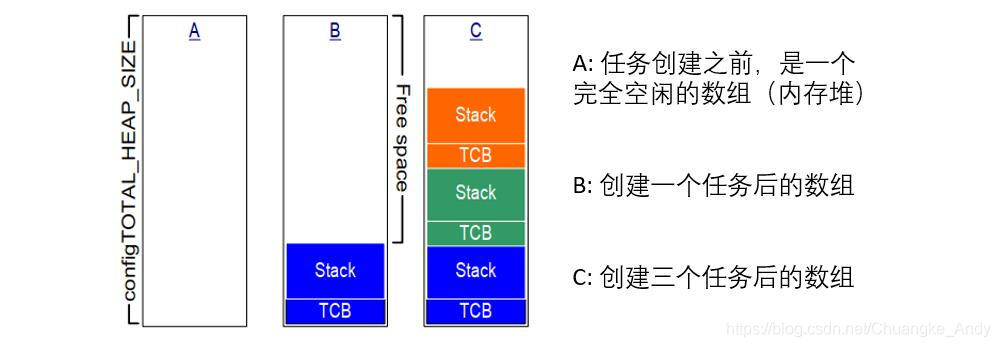 configTOTAL_HEAP_SIZE
A
B
Free space
Stack
TCB
C
Stack
TCB
Stack
TCB
Stack
TCB
A: 任务创建之前，是一个
完全空闲的数组（内存堆）
B: 创建一个任务后的数组
C: 创建三个任务后的数组
https://blog.csdn.net/Chuangke_Andy